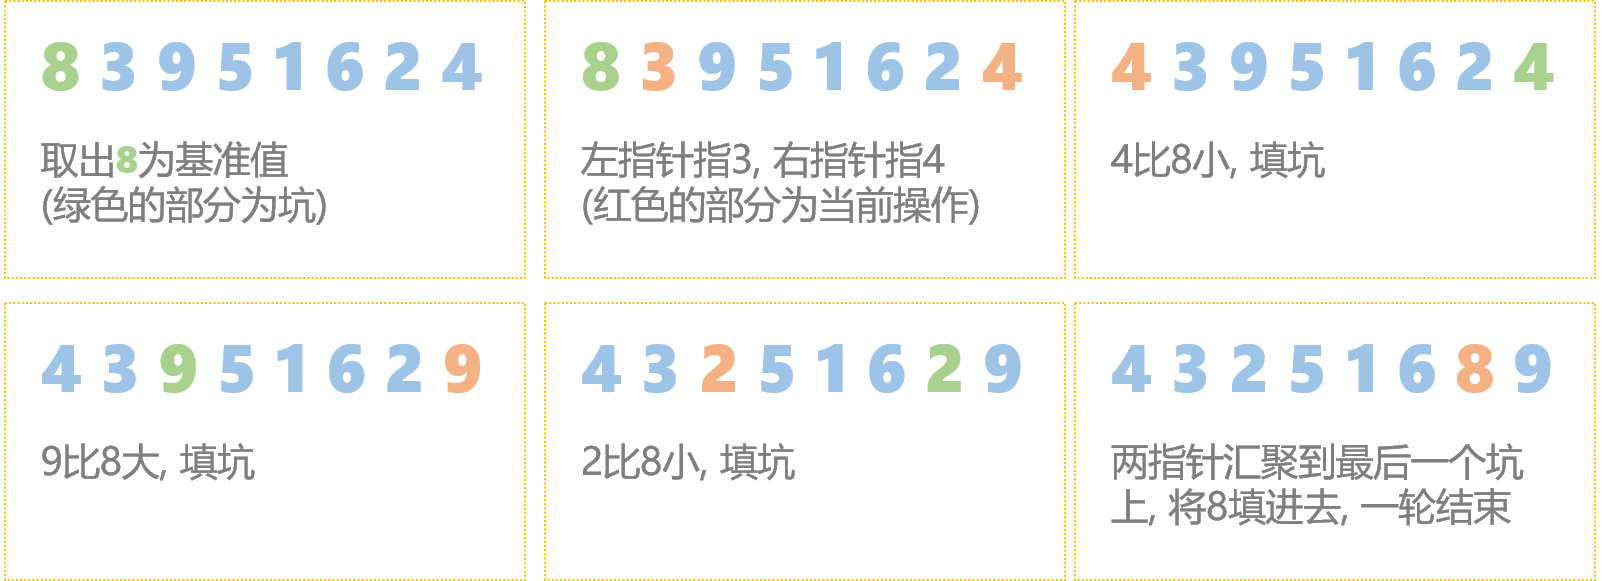 8 3 9 5 1 6 2 4
取出8为基准值
(绿色的部分为坑)
8 3 9 5 1 6 2 4
左指针指3, 右指针指4
(红色的部分为当前操作)
4 3 9 5 1 6 2 4
4比8小, 填坑
4 3 9 5 1 6 2 9
9比8大, 填坑
4 3 2 5 1 6 2 9
2比8小, 填坑
4 3 2 5 1 6 8 9
两指针汇聚到最后一个坑
上, 将8填进去, 一轮结束